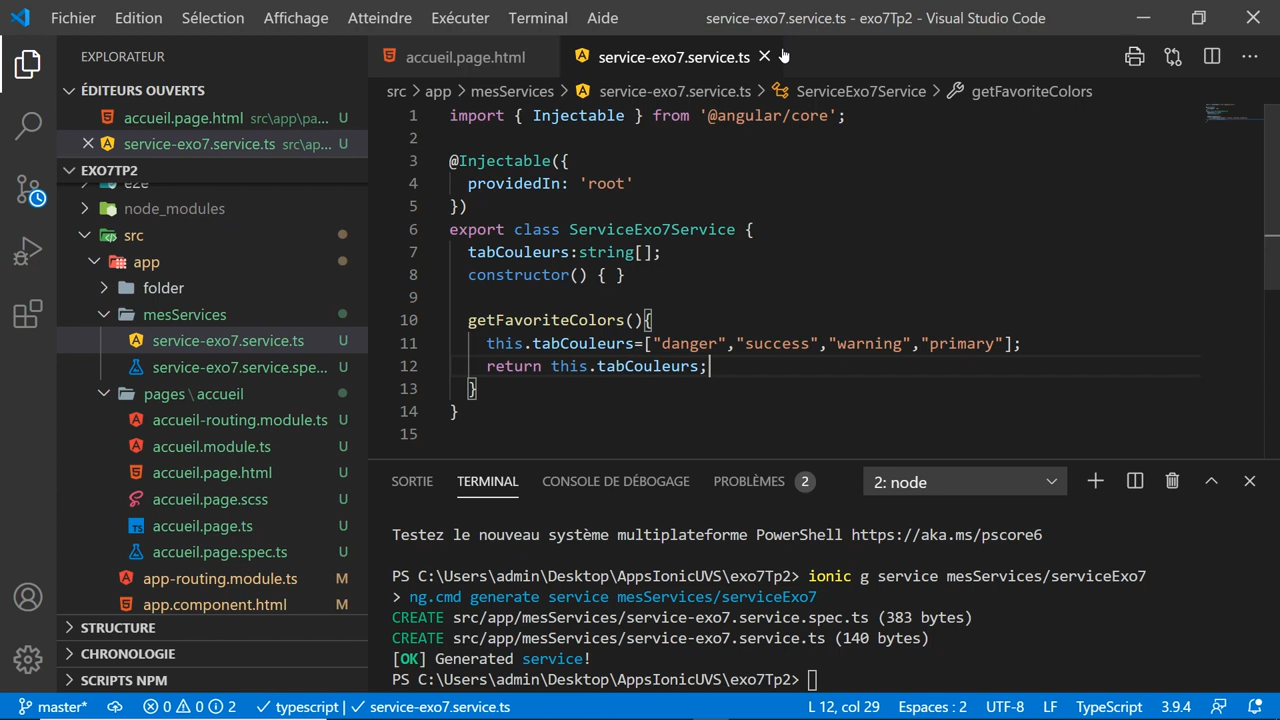 Fichier Edition Sélection Affichage Atteindre Exécuter Terminal Aide service-exo7.service.ts - exo7Tp2 - Visual Studio Code
EXPLORATEUR
ÉDITEURS OUVERTS
accueil.page.html src\app\pa... U
service-exo7.service.ts src\ap... U
EXO7TP2
e2e
node_modules
src
app
folder
mesServices
service-exo7.service.ts U
service-exo7.service.spe... U
pages \ accueil
accueil-routing.module.ts U
accueil.module.ts U
accueil.page.html U
accueil.page.scss U
accueil.page.ts U
accueil.page.spec.ts U
app-routing.module.ts M
app.component.html M
STRUCTURE
CHRONOLOGIE
SCRIPTS NPM
accueil.page.html service-exo7.service.ts
src > app > mesServices > service-exo7.service.ts > ServiceExo7Service > getFavoriteColors
1 import { Injectable } from '@angular/core';
2
3 @Injectable({
4 providedIn: 'root'
5 })
6 export class ServiceExo7Service {
7 tabCouleurs:string[];
8 constructor() { }
9
10 getFavoriteColors(){
11 this.tabCouleurs=["danger","success","warning","primary"];
12 return this.tabCouleurs;
13 }
14 }
15
SORTIE TERMINAL CONSOLE DE DÉBOGAGE PROBLÈMES 2 2: node
Testez le nouveau système multiplateforme PowerShell https://aka.ms/pscore6
PS C:\Users\admin\Desktop\AppsIonicUVS\exo7Tp2> ionic g service mesServices/serviceExo7
> ng.cmd generate service mesServices/serviceExo7
CREATE src/app/mesServices/service-exo7.service.spec.ts (383 bytes)
CREATE src/app/mesServices/service-exo7.service.ts (140 bytes)
[OK] Generated service!
PS C:\Users\admin\Desktop\AppsIonicUVS\exo7Tp2>
master* 0 0 2 typescript | service-exo7.service.ts L 12, col 29 Espaces : 2 UTF-8 LF TypeScript 3.9.4